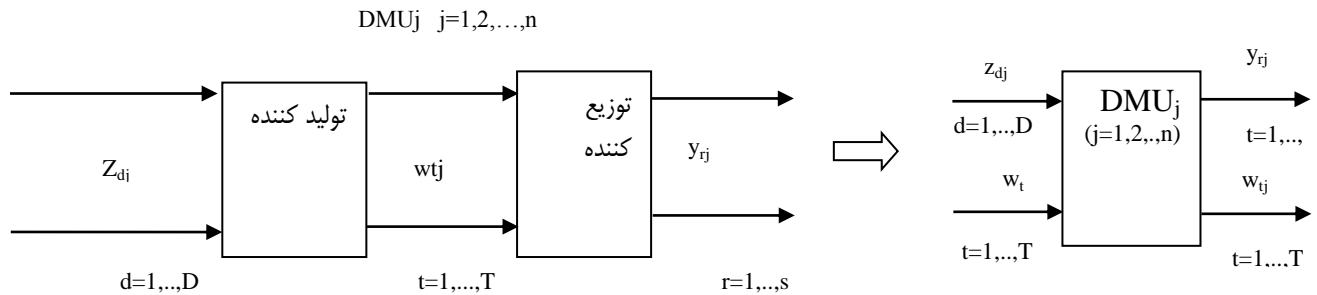 DMUj j=1,2,…,n
تولید کننده
توزیع
کننده
Zdj
wtj
yrj
d=1,..,D
t=1,...,T
r=1,..,s
zdj
d=1,..,D
wt
t=1,..,T
DMUj
(j=1,2,.,n)
yrj
t=1,..,
wtj
t=1,..,T